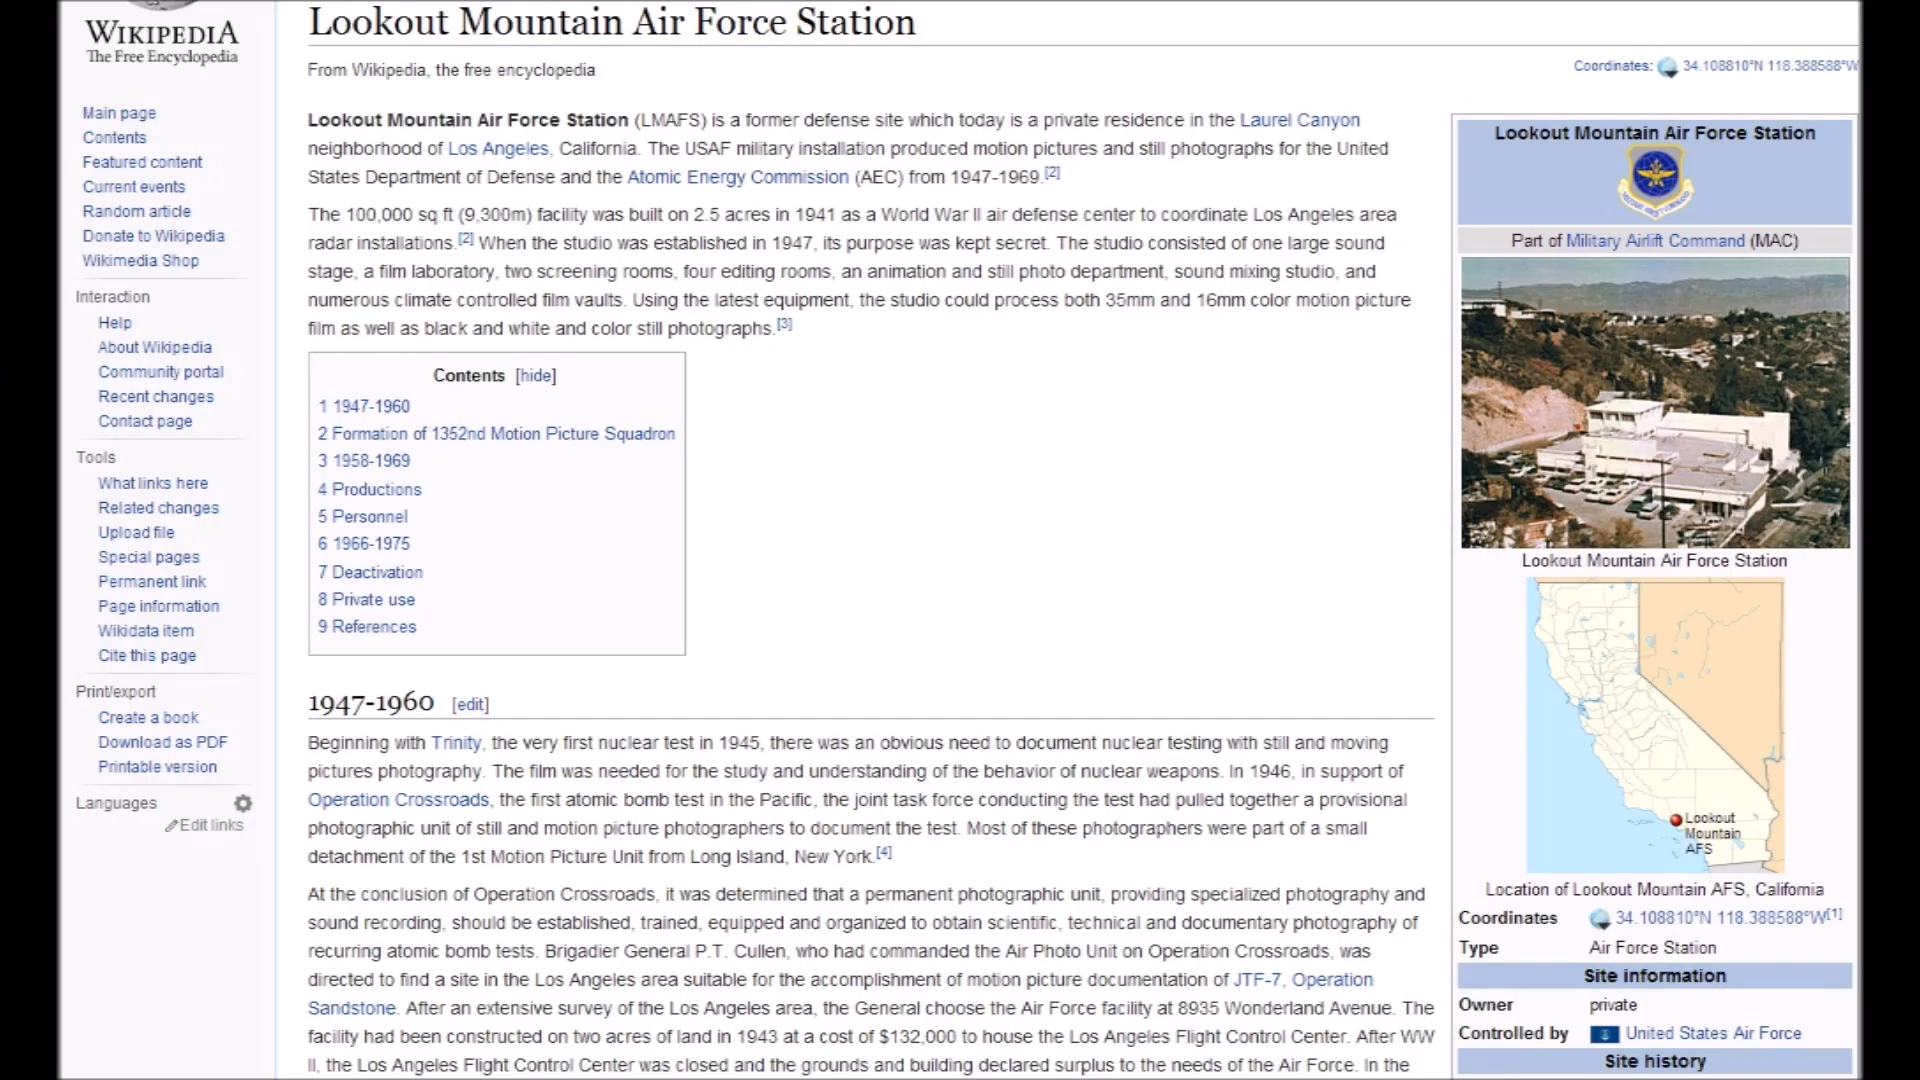 WIKIPEDIA
The Free Encyclopedia
Main page
Contents
Featured content
Current events
Random article
Donate to Wikipedia
Wikimedia Shop
Interaction
Help
About Wikipedia
Community portal
Recent changes
Contact page
Tools
What links here
Related changes
Upload file
Special pages
Permanent link
Page information
Wikidata item
Cite this page
Print/export
Create a book
Download as PDF
Printable version
Languages
Edit links
Lookout Mountain Air Force Station
From Wikipedia, the free encyclopedia
Coordinates: 34.108810°N 118.388588°W
Lookout Mountain Air Force Station (LMAFS) is a former defense site which today is a private residence in the Laurel Canyon
neighborhood of Los Angeles, California. The USAF military installation produced motion pictures and still photographs for the United
States Department of Defense and the Atomic Energy Commission (AEC) from 1947-1969.[2]
The 100,000 sq ft (9,300m) facility was built on 2.5 acres in 1941 as a World War II air defense center to coordinate Los Angeles area
radar installations.[2] When the studio was established in 1947, its purpose was kept secret. The studio consisted of one large sound
stage, a film laboratory, two screening rooms, four editing rooms, an animation and still photo department, sound mixing studio, and
numerous climate controlled film vaults. Using the latest equipment, the studio could process both 35mm and 16mm color motion picture
film as well as black and white and color still photographs.[3]
Contents [hide]
1 1947-1960
2 Formation of 1352nd Motion Picture Squadron
3 1958-1969
4 Productions
5 Personnel
6 1966-1975
7 Deactivation
8 Private use
9 References
1947-1960 [edit]
Beginning with Trinity, the very first nuclear test in 1945, there was an obvious need to document nuclear testing with still and moving
pictures photography. The film was needed for the study and understanding of the behavior of nuclear weapons. In 1946, in support of
Operation Crossroads, the first atomic bomb test in the Pacific, the joint task force conducting the test had pulled together a provisional
photographic unit of still and motion picture photographers to document the test. Most of these photographers were part of a small
detachment of the 1st Motion Picture Unit from Long Island, New York.[4]
At the conclusion of Operation Crossroads, it was determined that a permanent photographic unit, providing specialized photography and
sound recording, should be established, trained, equipped and organized to obtain scientific, technical and documentary photography of
recurring atomic bomb tests. Brigadier General P.T. Cullen, who had commanded the Air Photo Unit on Operation Crossroads, was
directed to find a site in the Los Angeles area suitable for the accomplishment of motion picture documentation of JTF-7, Operation
Sandstone. After an extensive survey of the Los Angeles area, the General choose the Air Force facility at 8935 Wonderland Avenue. The
facility had been constructed on two acres of land in 1943 at a cost of $132,000 to house the Los Angeles Flight Control Center. After WW
II, the Los Angeles Flight Control Center was closed and the grounds and building declared surplus to the needs of the Air Force. In the
Lookout Mountain Air Force Station
Part of Military Airlift Command (MAC)
Lookout Mountain Air Force Station
Lookout
Mountain
AFS
Location of Lookout Mountain AFS, California
Coordinates 34.108810°N 118.388588°W[1]
Type Air Force Station
Site information
Owner private
Controlled by United States Air Force
Site history